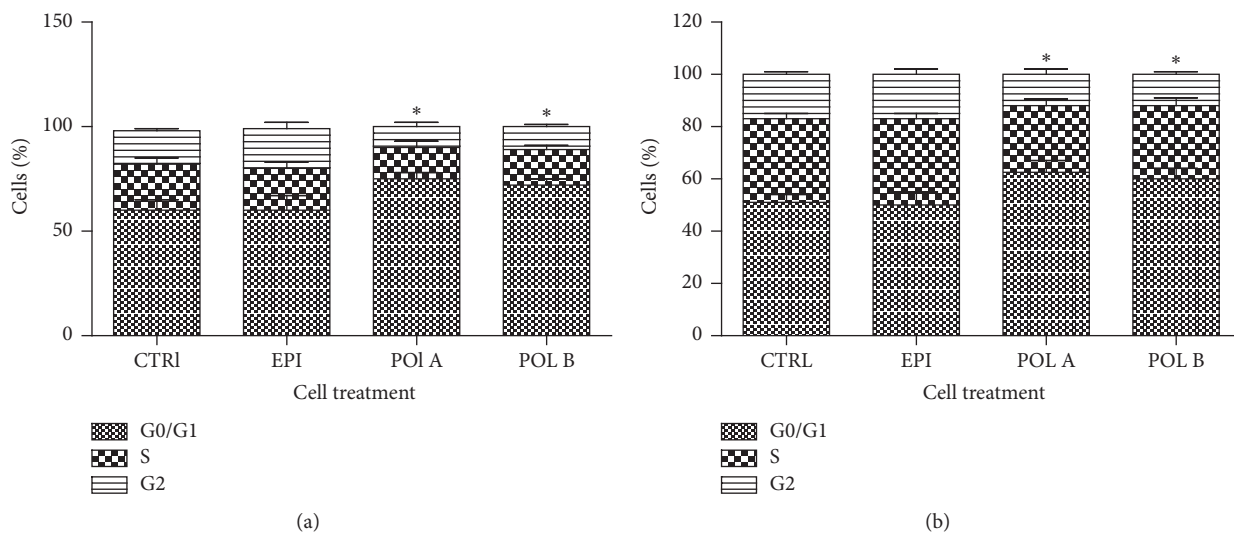 150
100
50
0
Cells (%)
*
*
CTRl
EPI
POl A
POL B
Cell treatment
G0/G1
S
G2
(a)
120
100
80
60
40
20
0
Cells (%)
*
*
CTRL
EPI
POL A
POL B
Cell treatment
G0/G1
S
G2
(b)